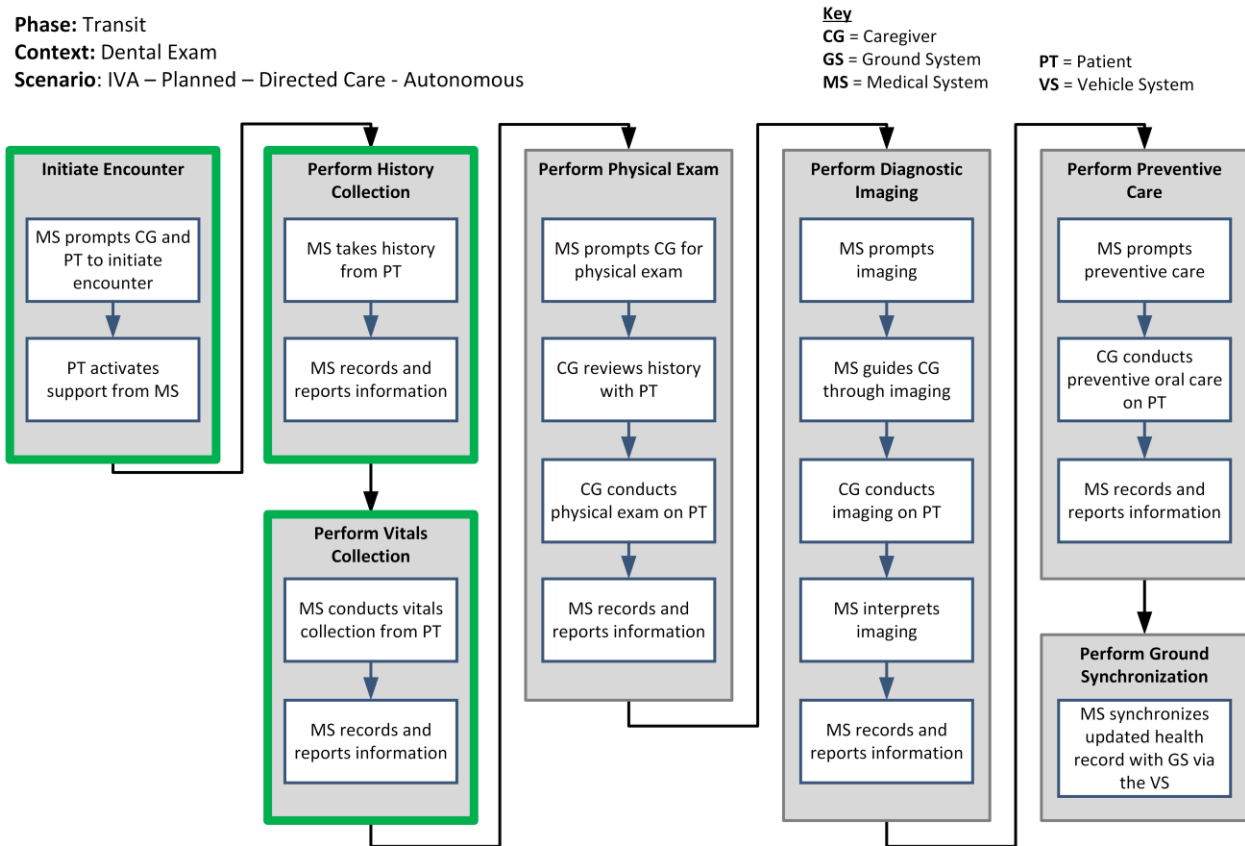 Phase: Transit
Context: Dental Exam
Scenario: IVA – Planned – Directed Care - Autonomous
Key
CG = Caregiver
GS = Ground System
MS = Medical System
PT = Patient
VS = Vehicle System
Initiate Encounter
MS prompts CG and
PT to initiate
encounter
PT activates
support from MS
Perform History
Collection
MS takes history
from PT
MS records and
reports information
Perform Vitals
Collection
MS conducts vitals
collection from PT
MS records and
reports information
Perform Physical Exam
MS prompts CG for
physical exam
CG reviews history
with PT
CG conducts
physical exam on PT
MS records and
reports information
Perform Diagnostic
Imaging
MS prompts
imaging
MS guides CG
through imaging
CG conducts
imaging on PT
MS interprets
imaging
MS records and
reports information
Perform Preventive
Care
MS prompts
preventive care
CG conducts
preventive oral care
on PT
MS records and
reports information
Perform Ground
Synchronization
MS synchronizes
updated health
record with GS via
the VS